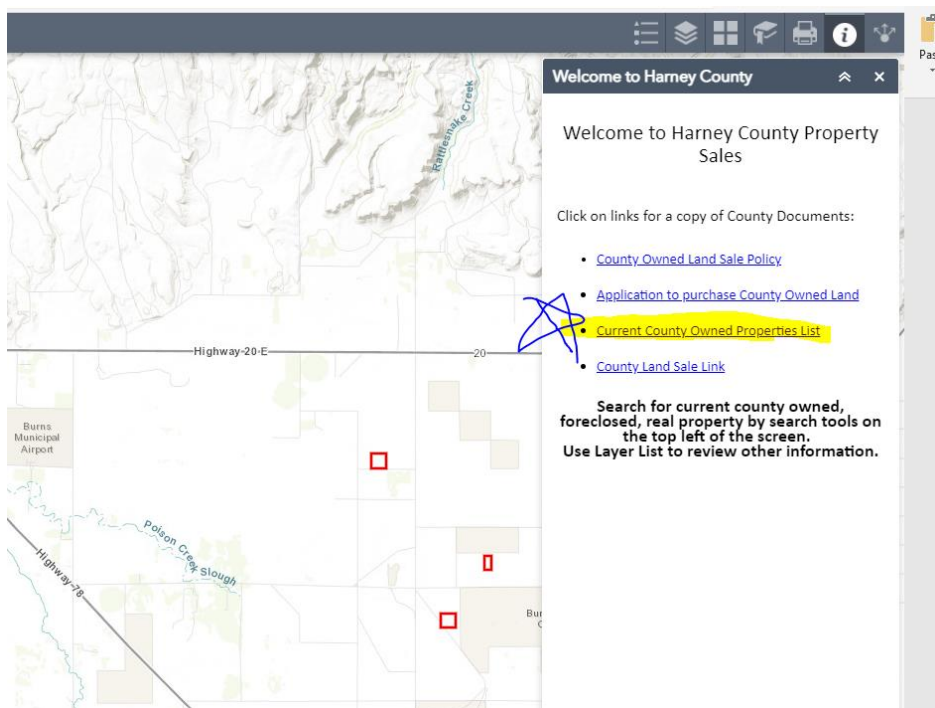 Pas
Welcome to Harney County
Welcome to Harney County Property
Sales
Click on links for a copy of County Documents:
• County Owned Land Sale Policy
• Application to purchase County Owned Land
• Current County Owned Properties List
• County Land Sale Link
Search for current county owned,
foreclosed, real property by search tools on
the top left of the screen.
Use Layer List to review other information.
Rattlesnake Creek
Highway-20-E
20
Burns
Municipal
Airport
Poison Creek Slough
Highway-78
Bur